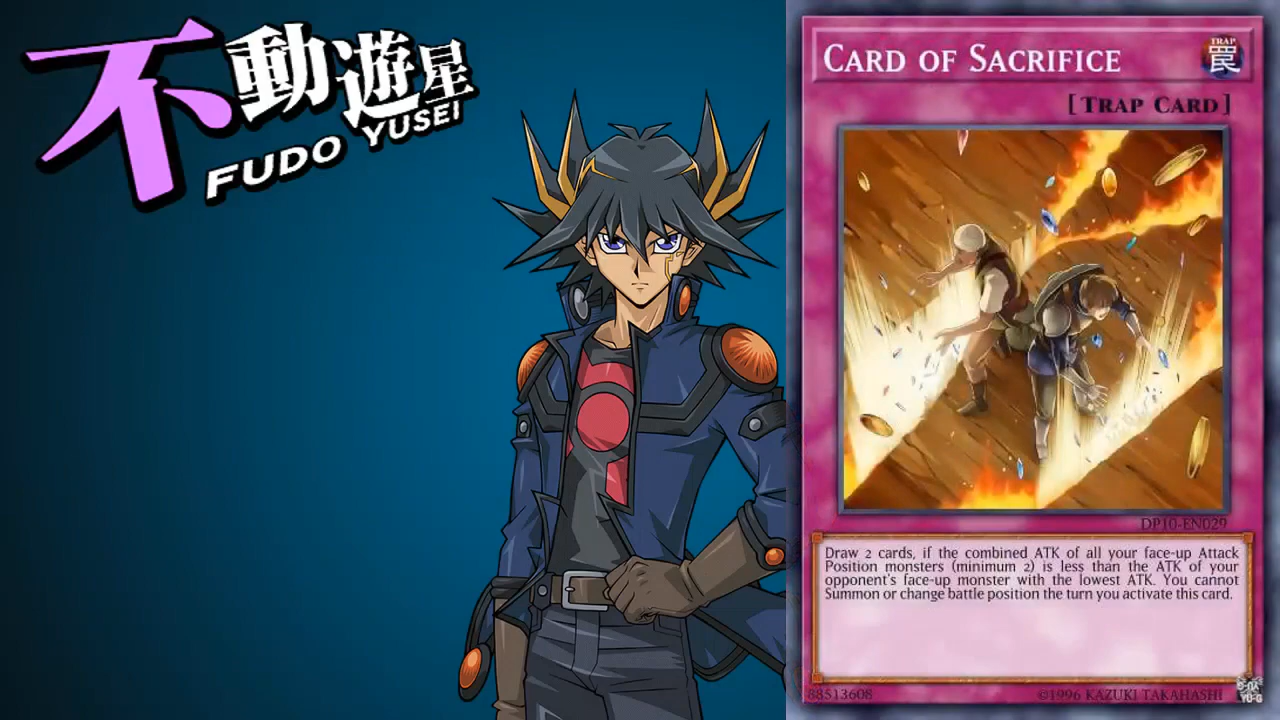 不動遊星
FUDO YUSEI
CARD OF SACRIFICE
TRAP
罠
[TRAP CARD]
DP10-EN029
Draw 2 cards, if the combined ATK of all your face-up Attack
Position monsters (minimum 2) is less than the ATK of your
opponent's face-up monster with the lowest ATK. You cannot
Summon or change battle position the turn you activate this card.
88513608
©1996 KAZUKI TAKAHASHI